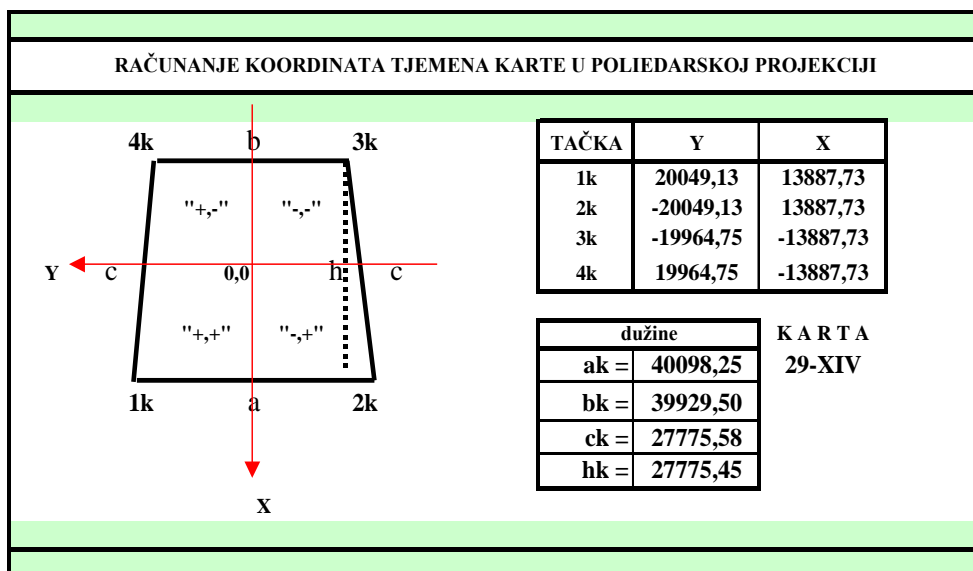 RAČUNANJE KOORDINATA TJEMENA KARTE U POLIEDARSKOJ PROJEKCIJI
4k b 3k
"+,-" "-,-"
Y c 0,0 h c
"+,+" "-,+"
1k a 2k
X
TAČKA Y X
1k 20049,13 13887,73
2k -20049,13 13887,73
3k -19964,75 -13887,73
4k 19964,75 -13887,73
dužine
ak = 40098,25
bk = 39929,50
ck = 27775,58
hk = 27775,45
K A R T A
29-XIV